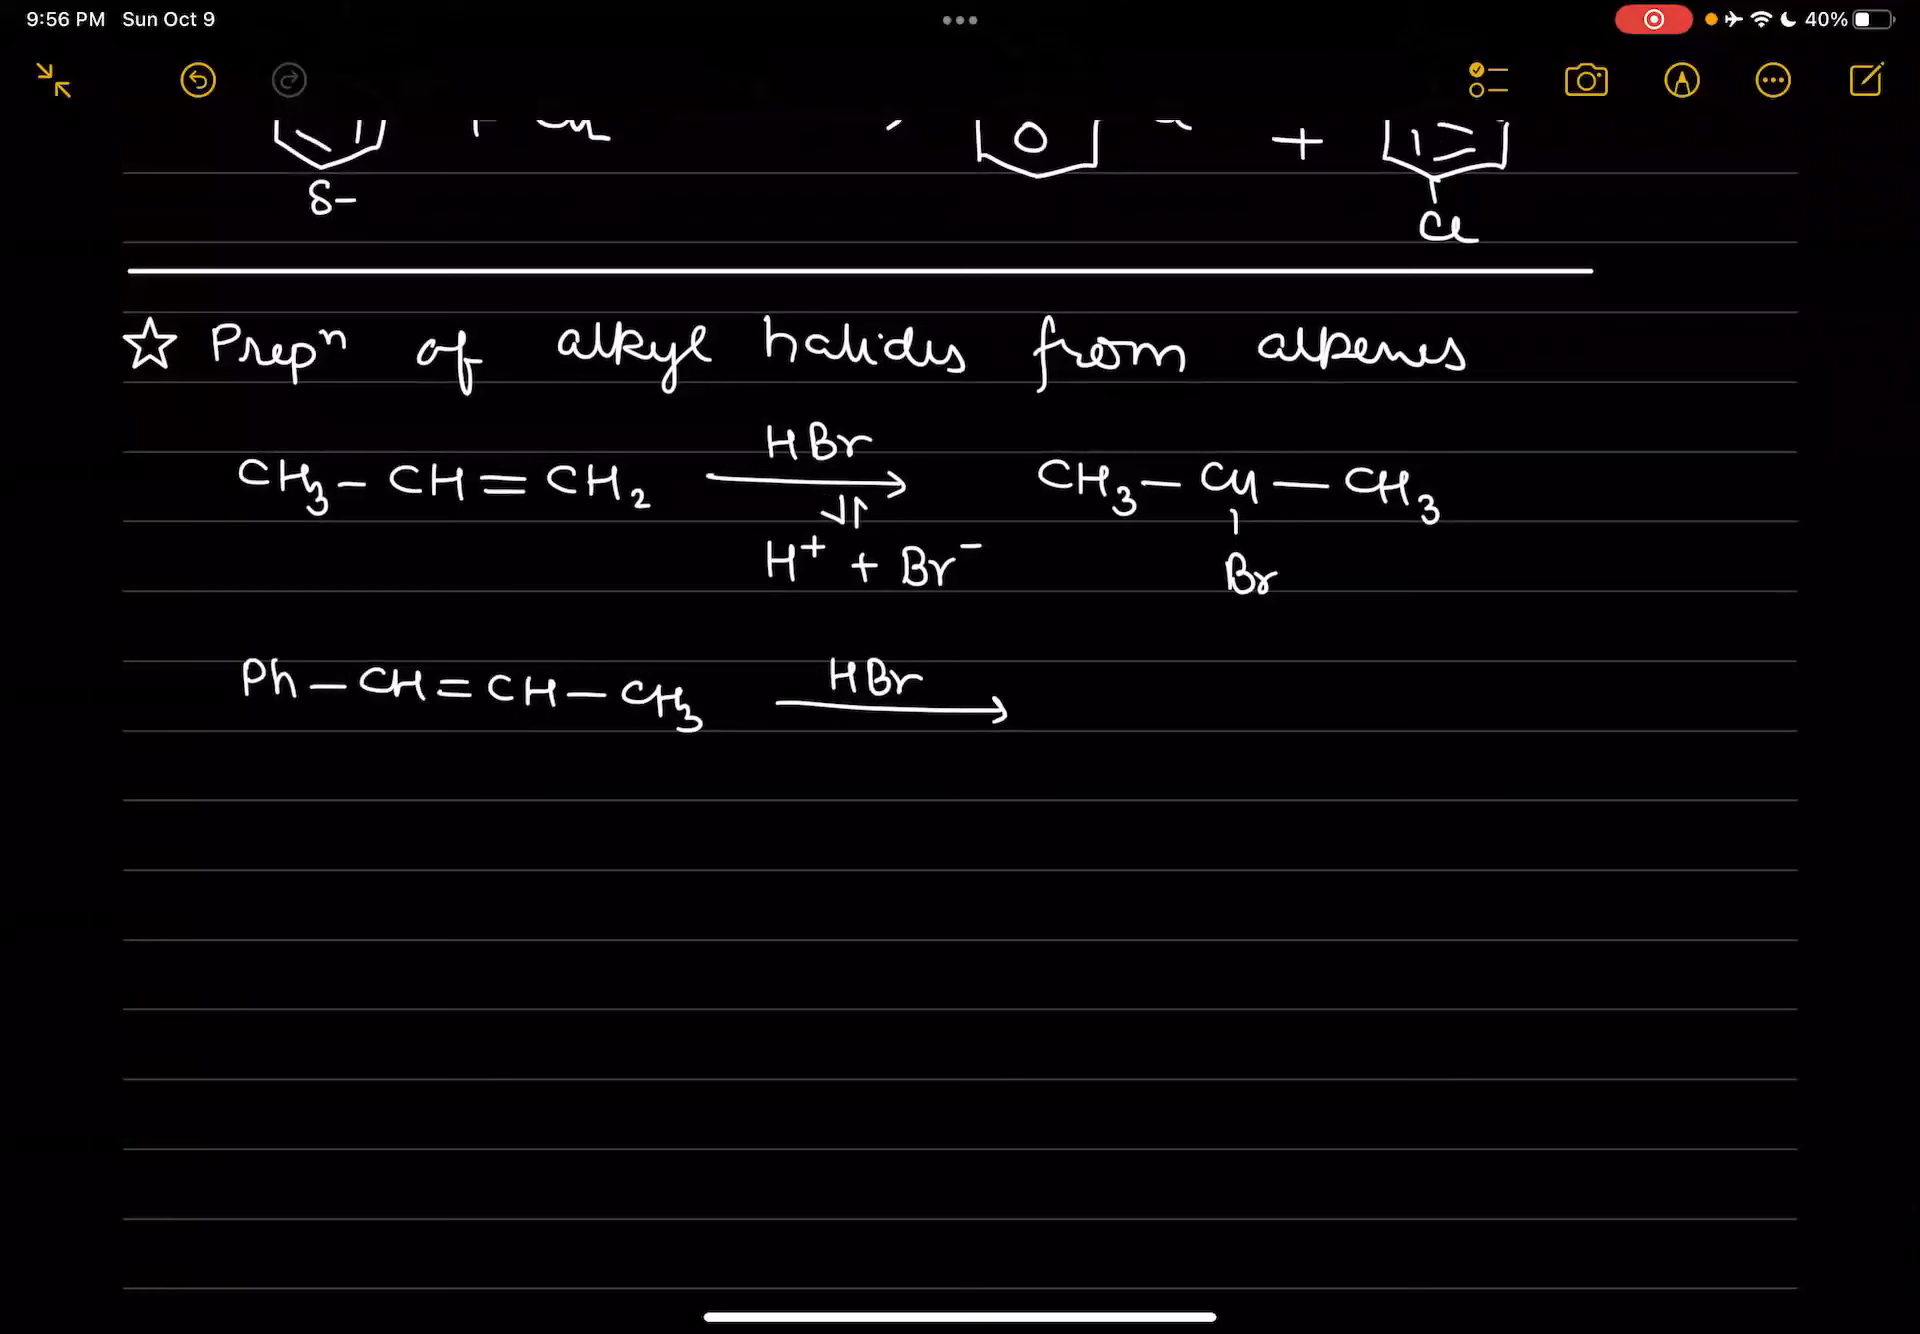 9:56 PM Sun Oct 9
40%
δ-
+
Cl
☆ Prepⁿ of alkyl halides from alkenes
HBr
CH₃ – CH = CH₂ → CH₃ – CH – CH₃
⇌
H⁺ + Br⁻
Br
Ph – CH = CH – CH₃ HBr →